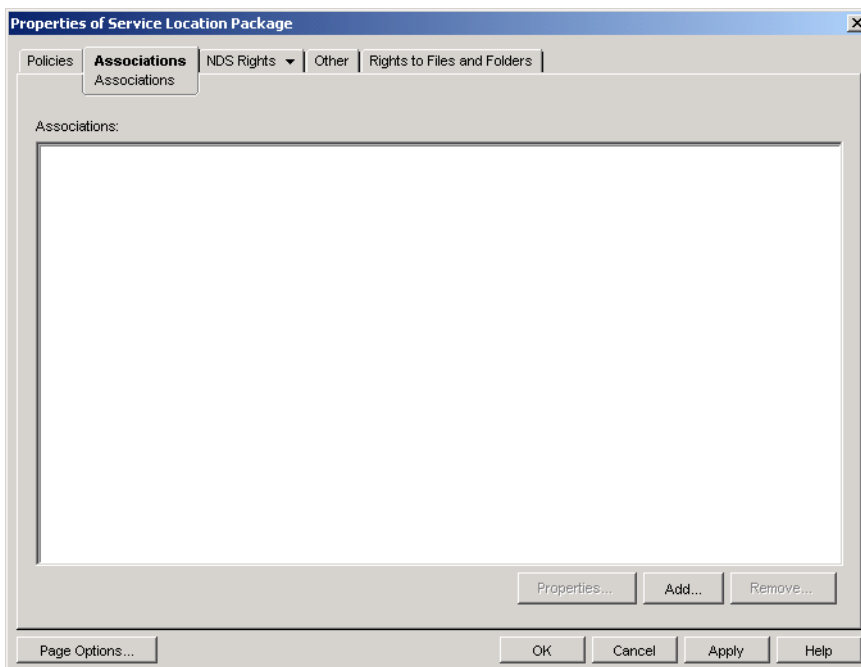 Properties of Service Location Package
Policies Associations NDS Rights Other Rights to Files and Folders
Associations
Associations:
Properties... Add... Remove...
Page Options... OK Cancel Apply Help